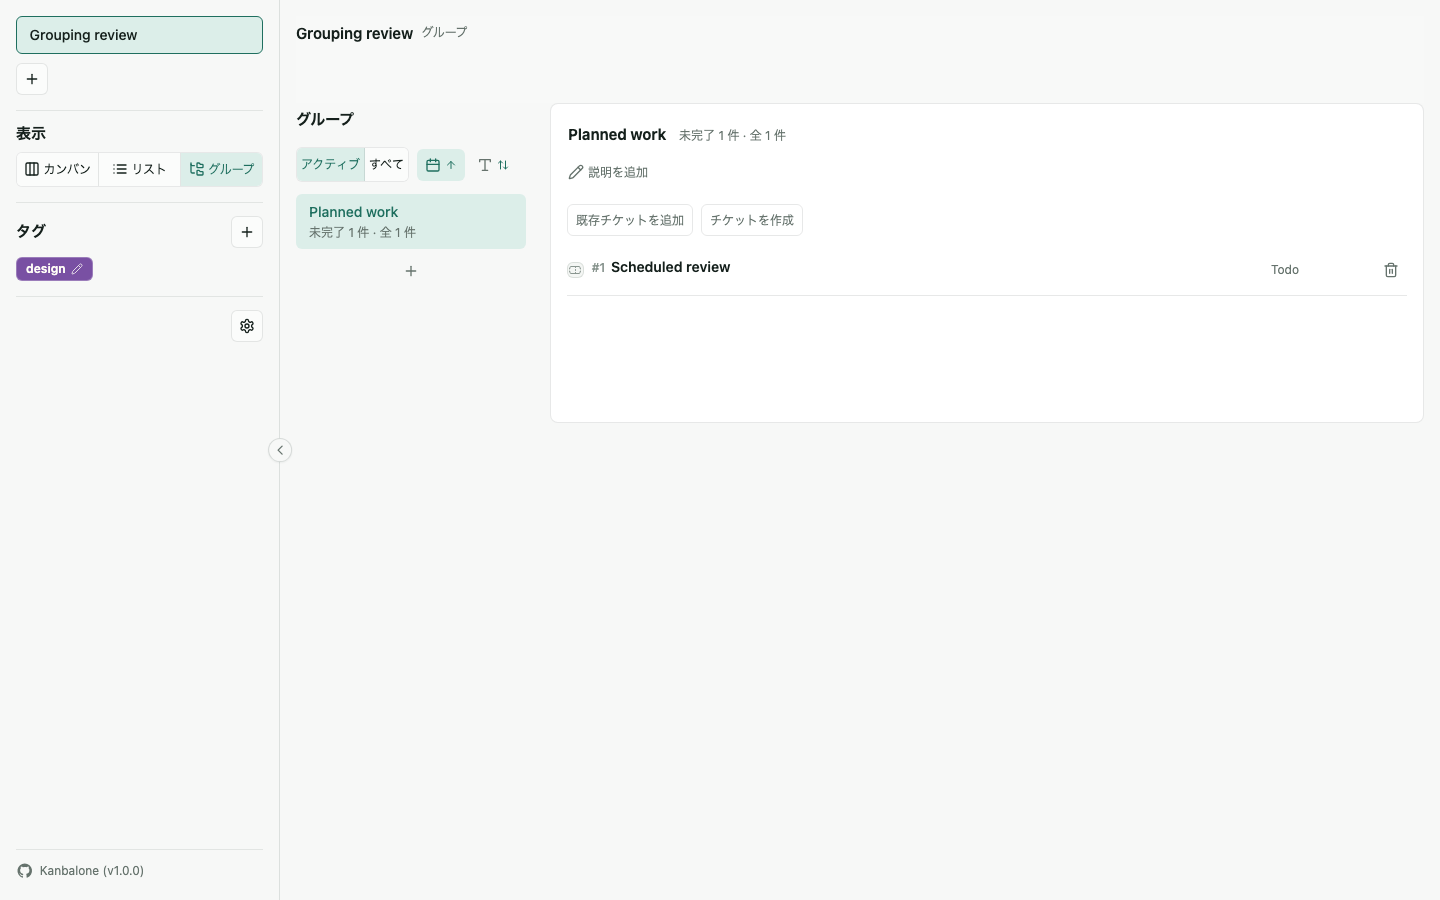 Grouping review
表示
カンバン リスト グループ
タグ
design
Kanbalone (v1.0.0)
Grouping review グループ
グループ
アクティブ すべて
Planned work
未完了 1 件 · 全 1 件
Planned work 未完了 1 件 · 全 1 件
説明を追加
既存チケットを追加 チケットを作成
#1 Scheduled review Todo